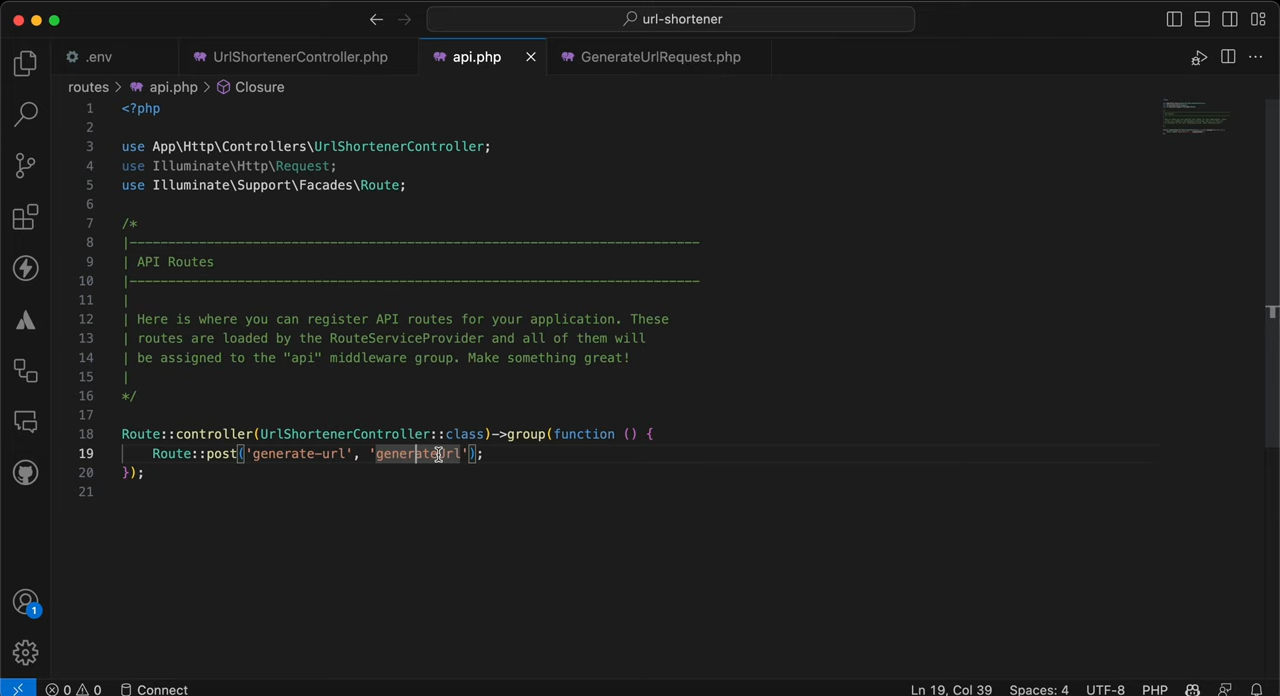 url-shortener
.env
UrlShortenerController.php
api.php
GenerateUrlRequest.php
routes > api.php > Closure
1 <?php
2
3 use App\Http\Controllers\UrlShortenerController;
4 use Illuminate\Http\Request;
5 use Illuminate\Support\Facades\Route;
6
7 /*
8 |--------------------------------------------------------------------------
9 | API Routes
10 |--------------------------------------------------------------------------
11 |
12 | Here is where you can register API routes for your application. These
13 | routes are loaded by the RouteServiceProvider and all of them will
14 | be assigned to the "api" middleware group. Make something great!
15 |
16 */
17
18 Route::controller(UrlShortenerController::class)->group(function () {
19 Route::post('generate-url', 'generateUrl');
20 });
21
1
0 0 Connect Ln 19, Col 39 Spaces: 4 UTF-8 PHP